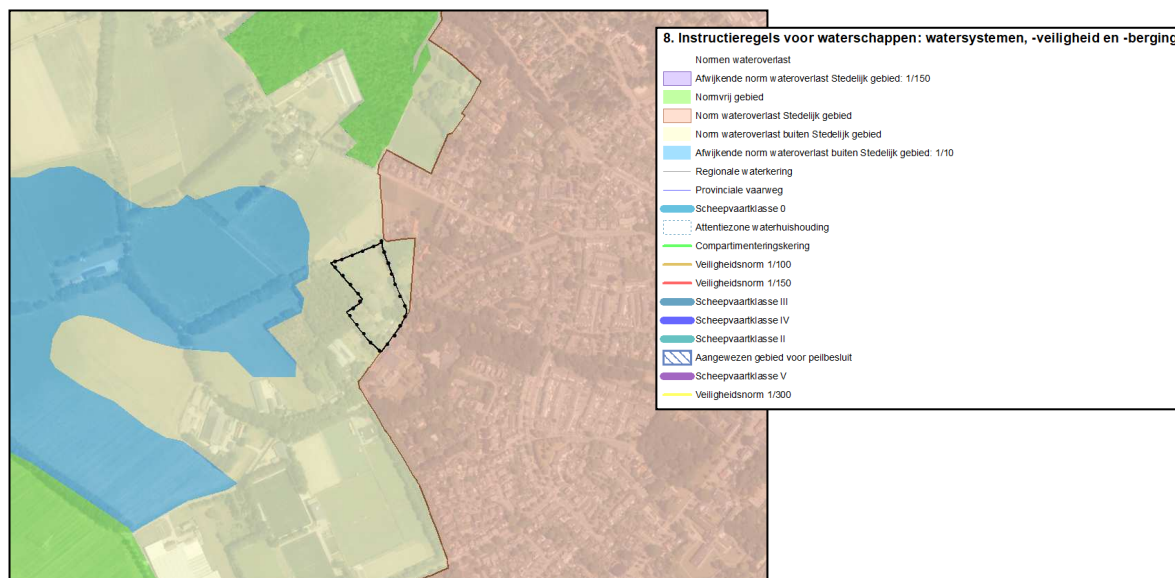 8. Instructieregels voor waterschappen: watersystemen, -veiligheid en -berging
Normen wateroverlast
Afwijkende norm wateroverlast Stedelijk gebied: 1/150
Normvrij gebied
Norm wateroverlast Stedelijk gebied
Norm wateroverlast buiten Stedelijk gebied
Afwijkende norm wateroverlast buiten Stedelijk gebied: 1/10
Regionale waterkering
Provinciale vaarweg
Scheepvaartklasse 0
Attentiezone waterhuishouding
Compartimenteringskering
Veiligheidsnorm 1/100
Veiligheidsnorm 1/150
Scheepvaartklasse III
Scheepvaartklasse IV
Scheepvaartklasse II
Aangewezen gebied voor peilbesluit
Scheepvaartklasse V
Veiligheidsnorm 1/300